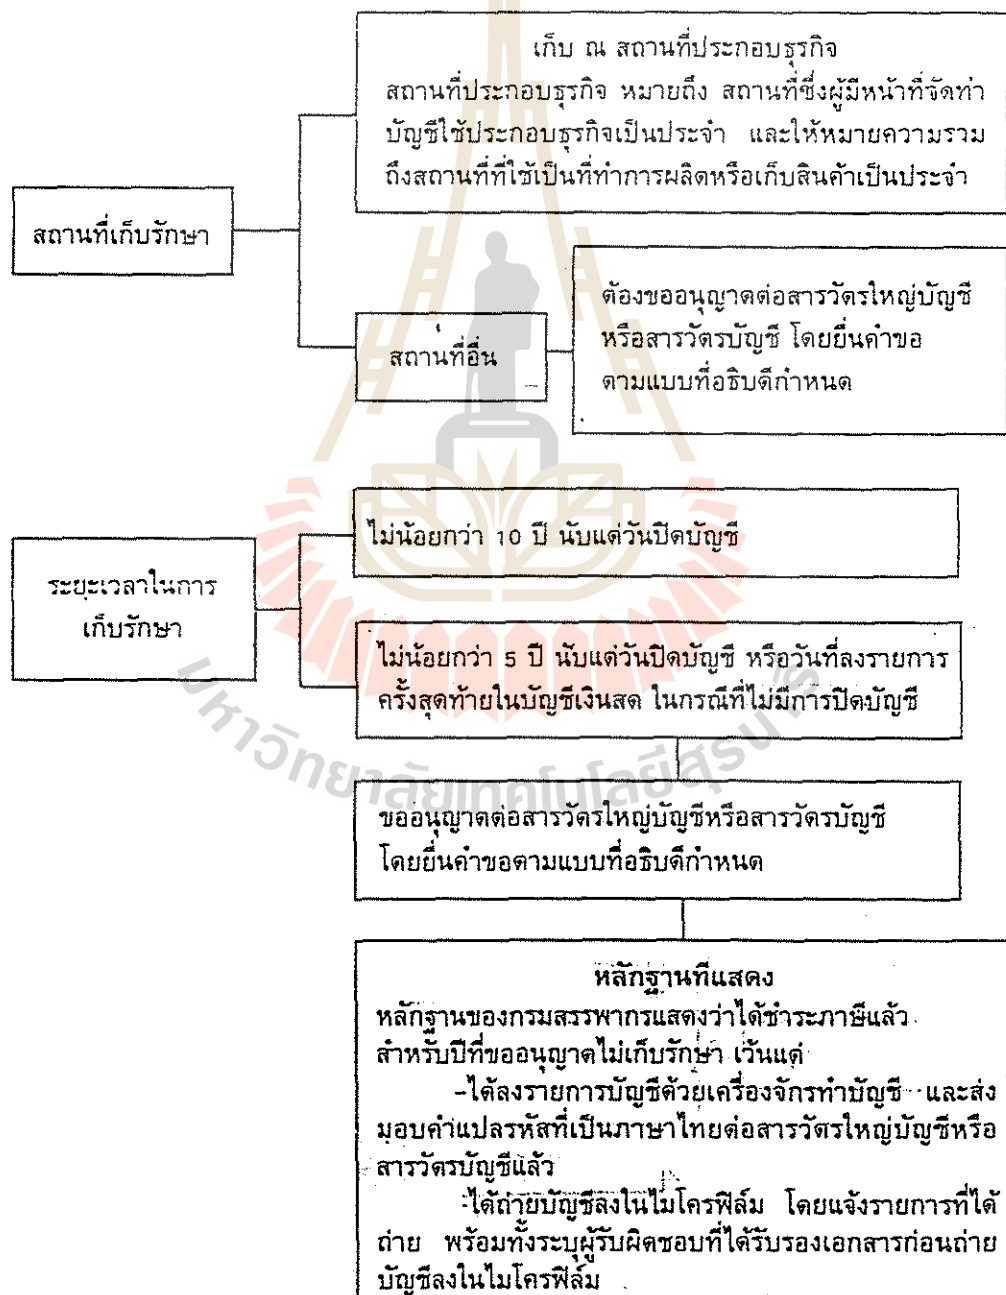 เก็บ ณ สถานที่ประกอบธุรกิจ
สถานที่ประกอบธุรกิจ หมายถึง สถานที่ซึ่งผู้มีหน้าที่จัดทำ
บัญชีใช้ประกอบธุรกิจเป็นประจำ และให้หมายความรวม
ถึงสถานที่ที่ใช้เป็นที่ทำการผลิตหรือเก็บสินค้าเป็นประจำ
สถานที่เก็บรักษา
สถานที่อื่น
ต้องขออนุญาตต่อสารวัตรใหญ่บัญชี
หรือสารวัตรบัญชี โดยยื่นคำขอ
ตามแบบที่อธิบดีกำหนด
ระยะเวลาในการ
เก็บรักษา
ไม่น้อยกว่า 10 ปี นับแต่วันปิดบัญชี
ไม่น้อยกว่า 5 ปี นับแต่วันปิดบัญชี หรือวันที่ลงรายการ
ครั้งสุดท้ายในบัญชีเงินสด ในกรณีที่ไม่มีการปิดบัญชี
มหาวิทยาลัยเทคโนโลยีสุรนารี
ขออนุญาตต่อสารวัตรใหญ่บัญชีหรือสารวัตรบัญชี
โดยยื่นคำขอตามแบบที่อธิบดีกำหนด
หลักฐานที่แสดง
หลักฐานของกรมสรรพากรแสดงว่าได้ชำระภาษีแล้ว
สำหรับปีที่ขออนุญาตไม่เก็บรักษา เว้นแต่
-ได้ลงรายการบัญชีด้วยเครื่องจักรทำบัญชี และส่ง
มอบคำแปลรหัสที่เป็นภาษาไทยต่อสารวัตรใหญ่บัญชีหรือ
สารวัตรบัญชีแล้ว
-ได้ถ่ายบัญชีลงในไมโครฟิล์ม โดยแจ้งรายการที่ได้
ถ่าย พร้อมทั้งระบุผู้รับผิดชอบที่ได้รับรองเอกสารก่อนถ่าย
บัญชีลงในไมโครฟิล์ม